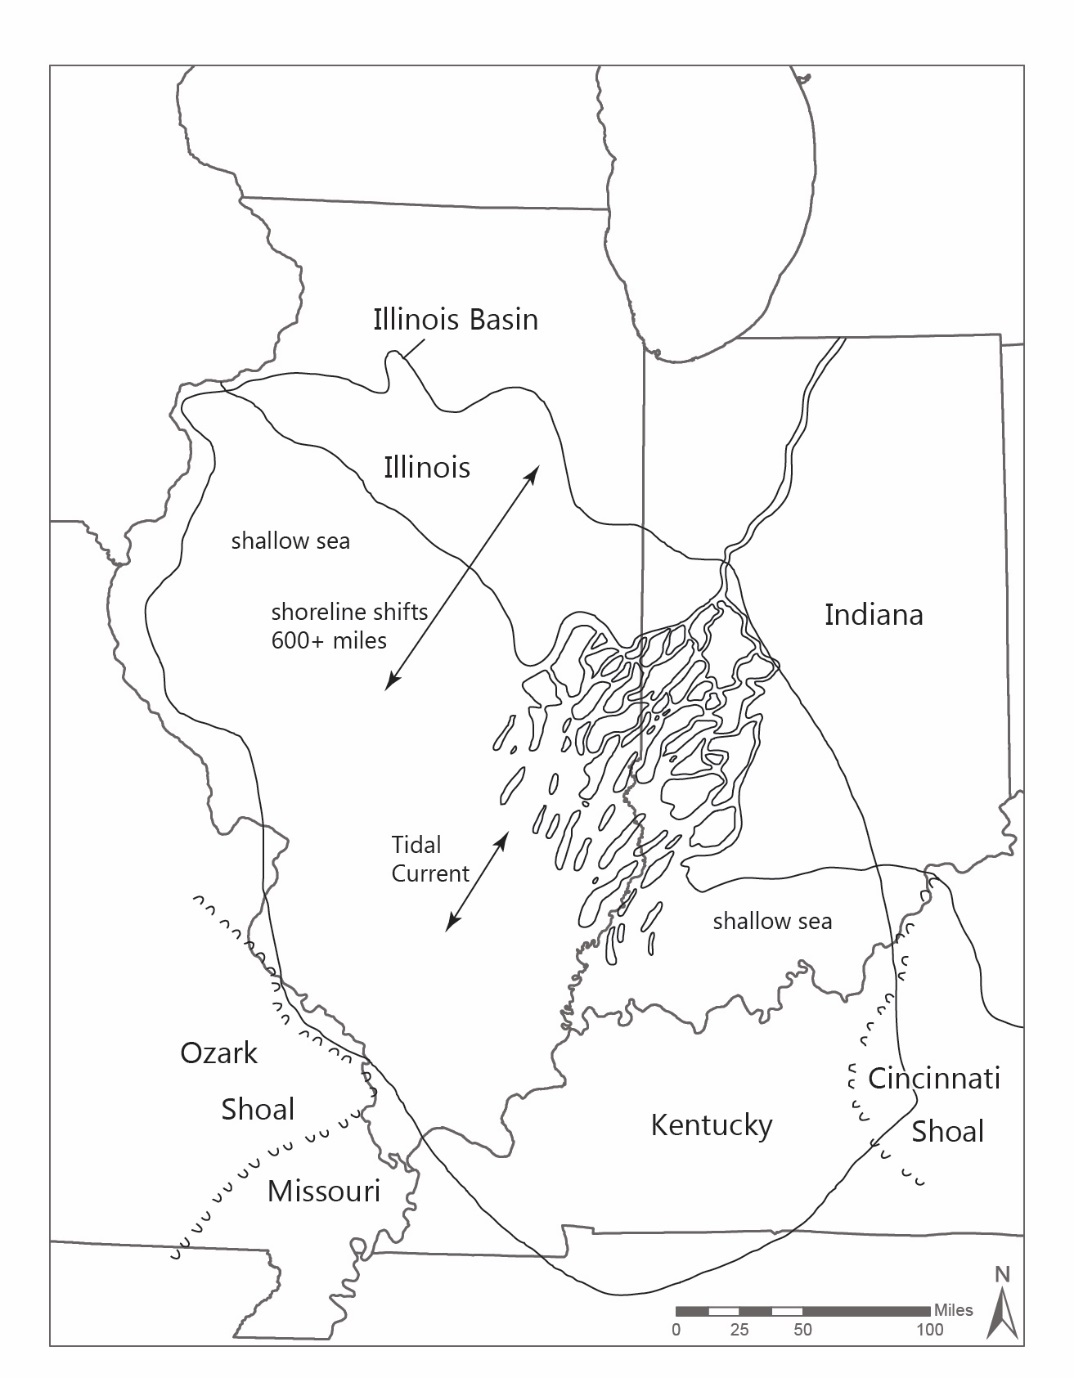 Illinois Basin
Illinois
shallow sea
shoreline shifts
600+ miles
Indiana
Tidal
Current
shallow sea
Ozark
Shoal
Cincinnati
Shoal
Kentucky
Missouri
N
Miles
0 25 50 100